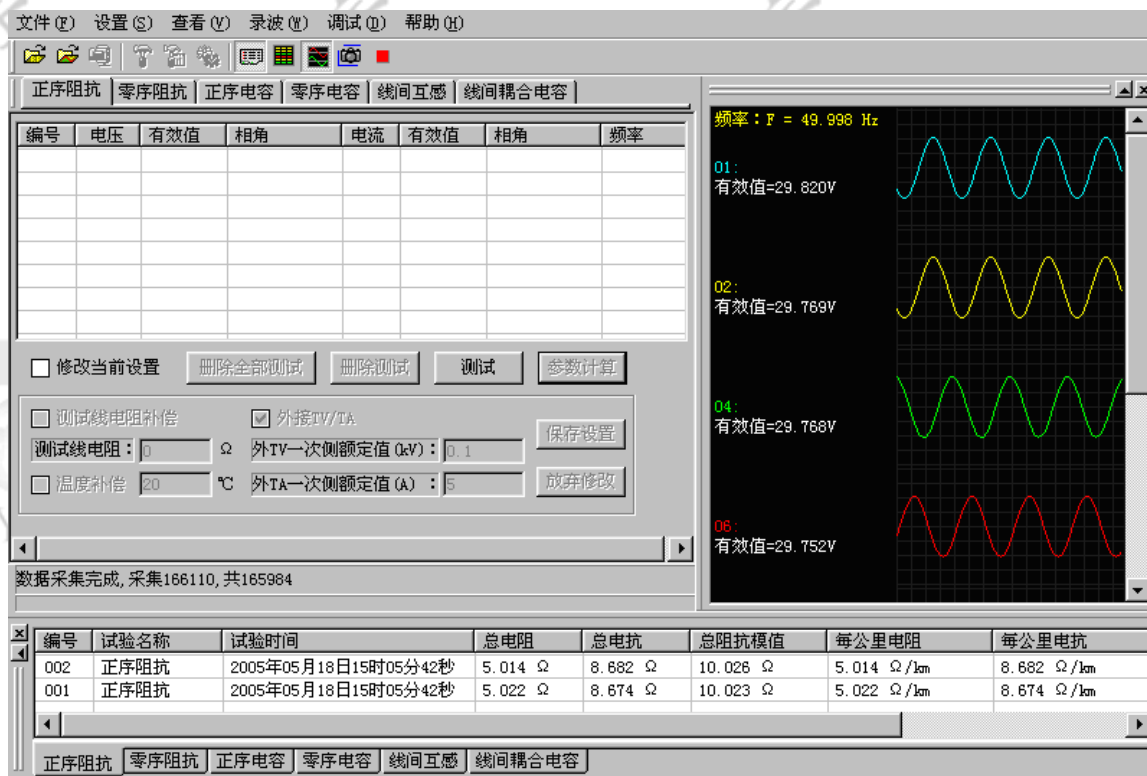 文件(F) 设置(S) 查看(V) 录波(W) 调试(D) 帮助(H)
正序阻抗 零序阻抗 正序电容 零序电容 线间互感 线间耦合电容
编号 电压 有效值 相角 电流 有效值 相角 频率
修改当前设置 删除全部测试 删除测试 测试 参数计算
测试线电阻补偿 外接TV/TA
测试线电阻：0 Ω 外TV一次侧额定值(kV)：0.1 保存设置
温度补偿 20 ℃ 外TA一次侧额定值(A) ：5 放弃修改
数据采集完成,采集166110,共165984
频率：F = 49.998 Hz
01:
有效值=29.820V
02:
有效值=29.769V
04:
有效值=29.768V
06:
有效值=29.752V
编号 试验名称 试验时间 总电阻 总电抗 总阻抗模值 每公里电阻 每公里电抗
002 正序阻抗 2005年05月18日15时05分42秒 5.014 Ω 8.682 Ω 10.026 Ω 5.014 Ω/km 8.682 Ω/km
001 正序阻抗 2005年05月18日15时05分42秒 5.022 Ω 8.674 Ω 10.023 Ω 5.022 Ω/km 8.674 Ω/km
正序阻抗 零序阻抗 正序电容 零序电容 线间互感 线间耦合电容